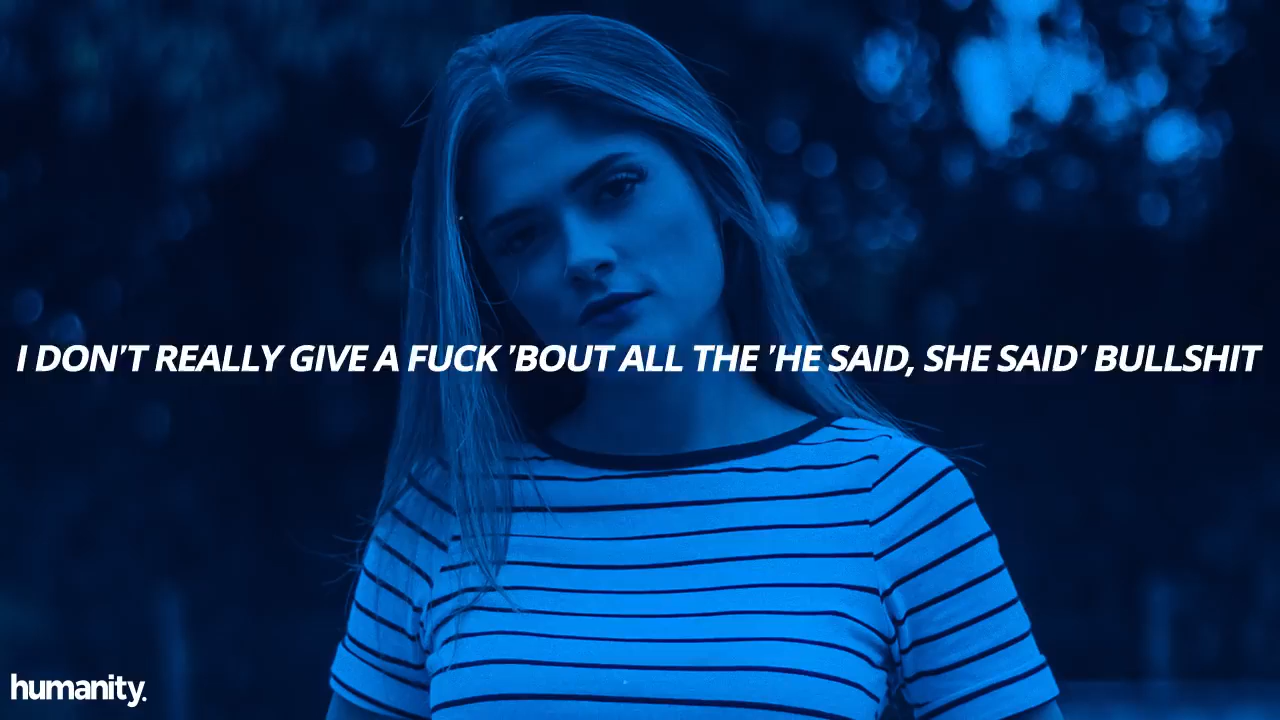 I DON'T REALLY GIVE A FUCK 'BOUT ALL THE 'HE SAID, SHE SAID' BULLSHIT
humanity.